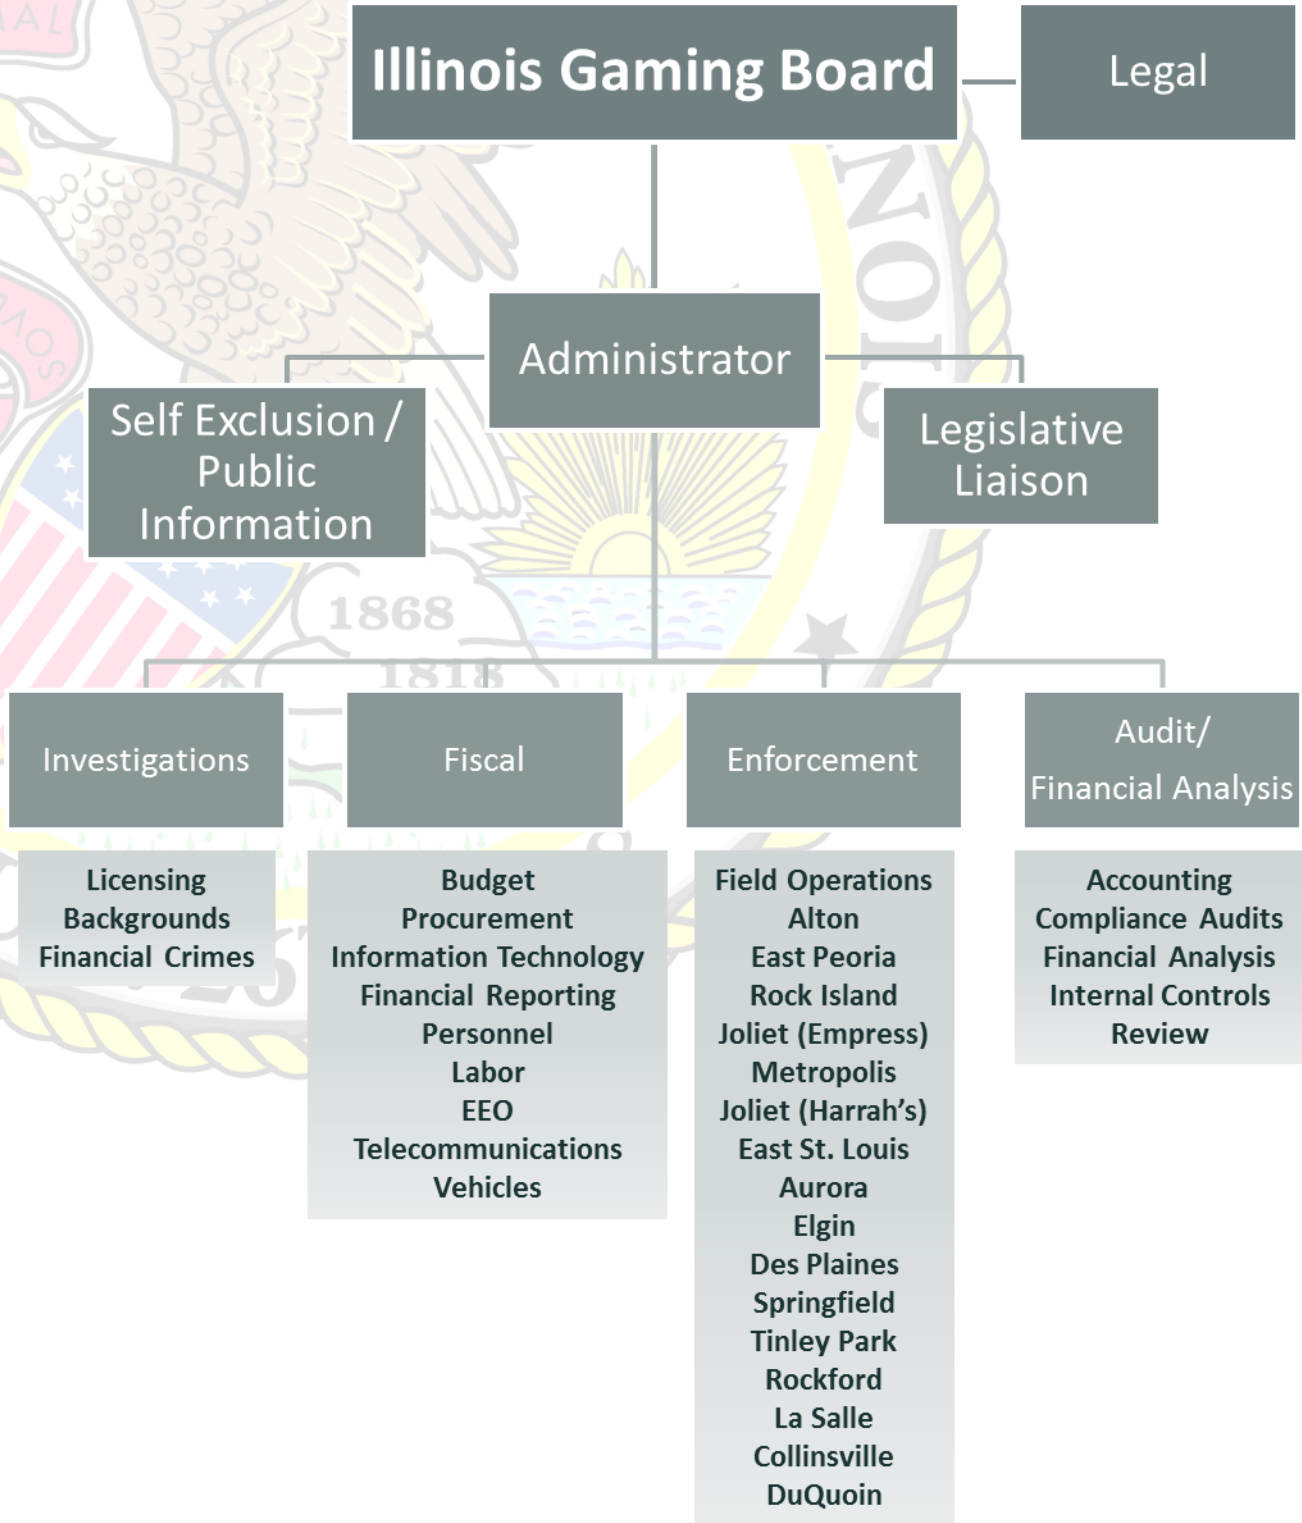 Illinois Gaming Board
Legal
Administrator
Self Exclusion /
Public
Information
Legislative
Liaison
1868
1818
Investigations
Fiscal
Enforcement
Audit/
Financial Analysis
Licensing
Backgrounds
Financial Crimes
Budget
Procurement
Information Technology
Financial Reporting
Personnel
Labor
EEO
Telecommunications
Vehicles
Field Operations
Alton
East Peoria
Rock Island
Joliet (Empress)
Metropolis
Joliet (Harrah’s)
East St. Louis
Aurora
Elgin
Des Plaines
Springfield
Tinley Park
Rockford
La Salle
Collinsville
DuQuoin
Accounting
Compliance Audits
Financial Analysis
Internal Controls
Review